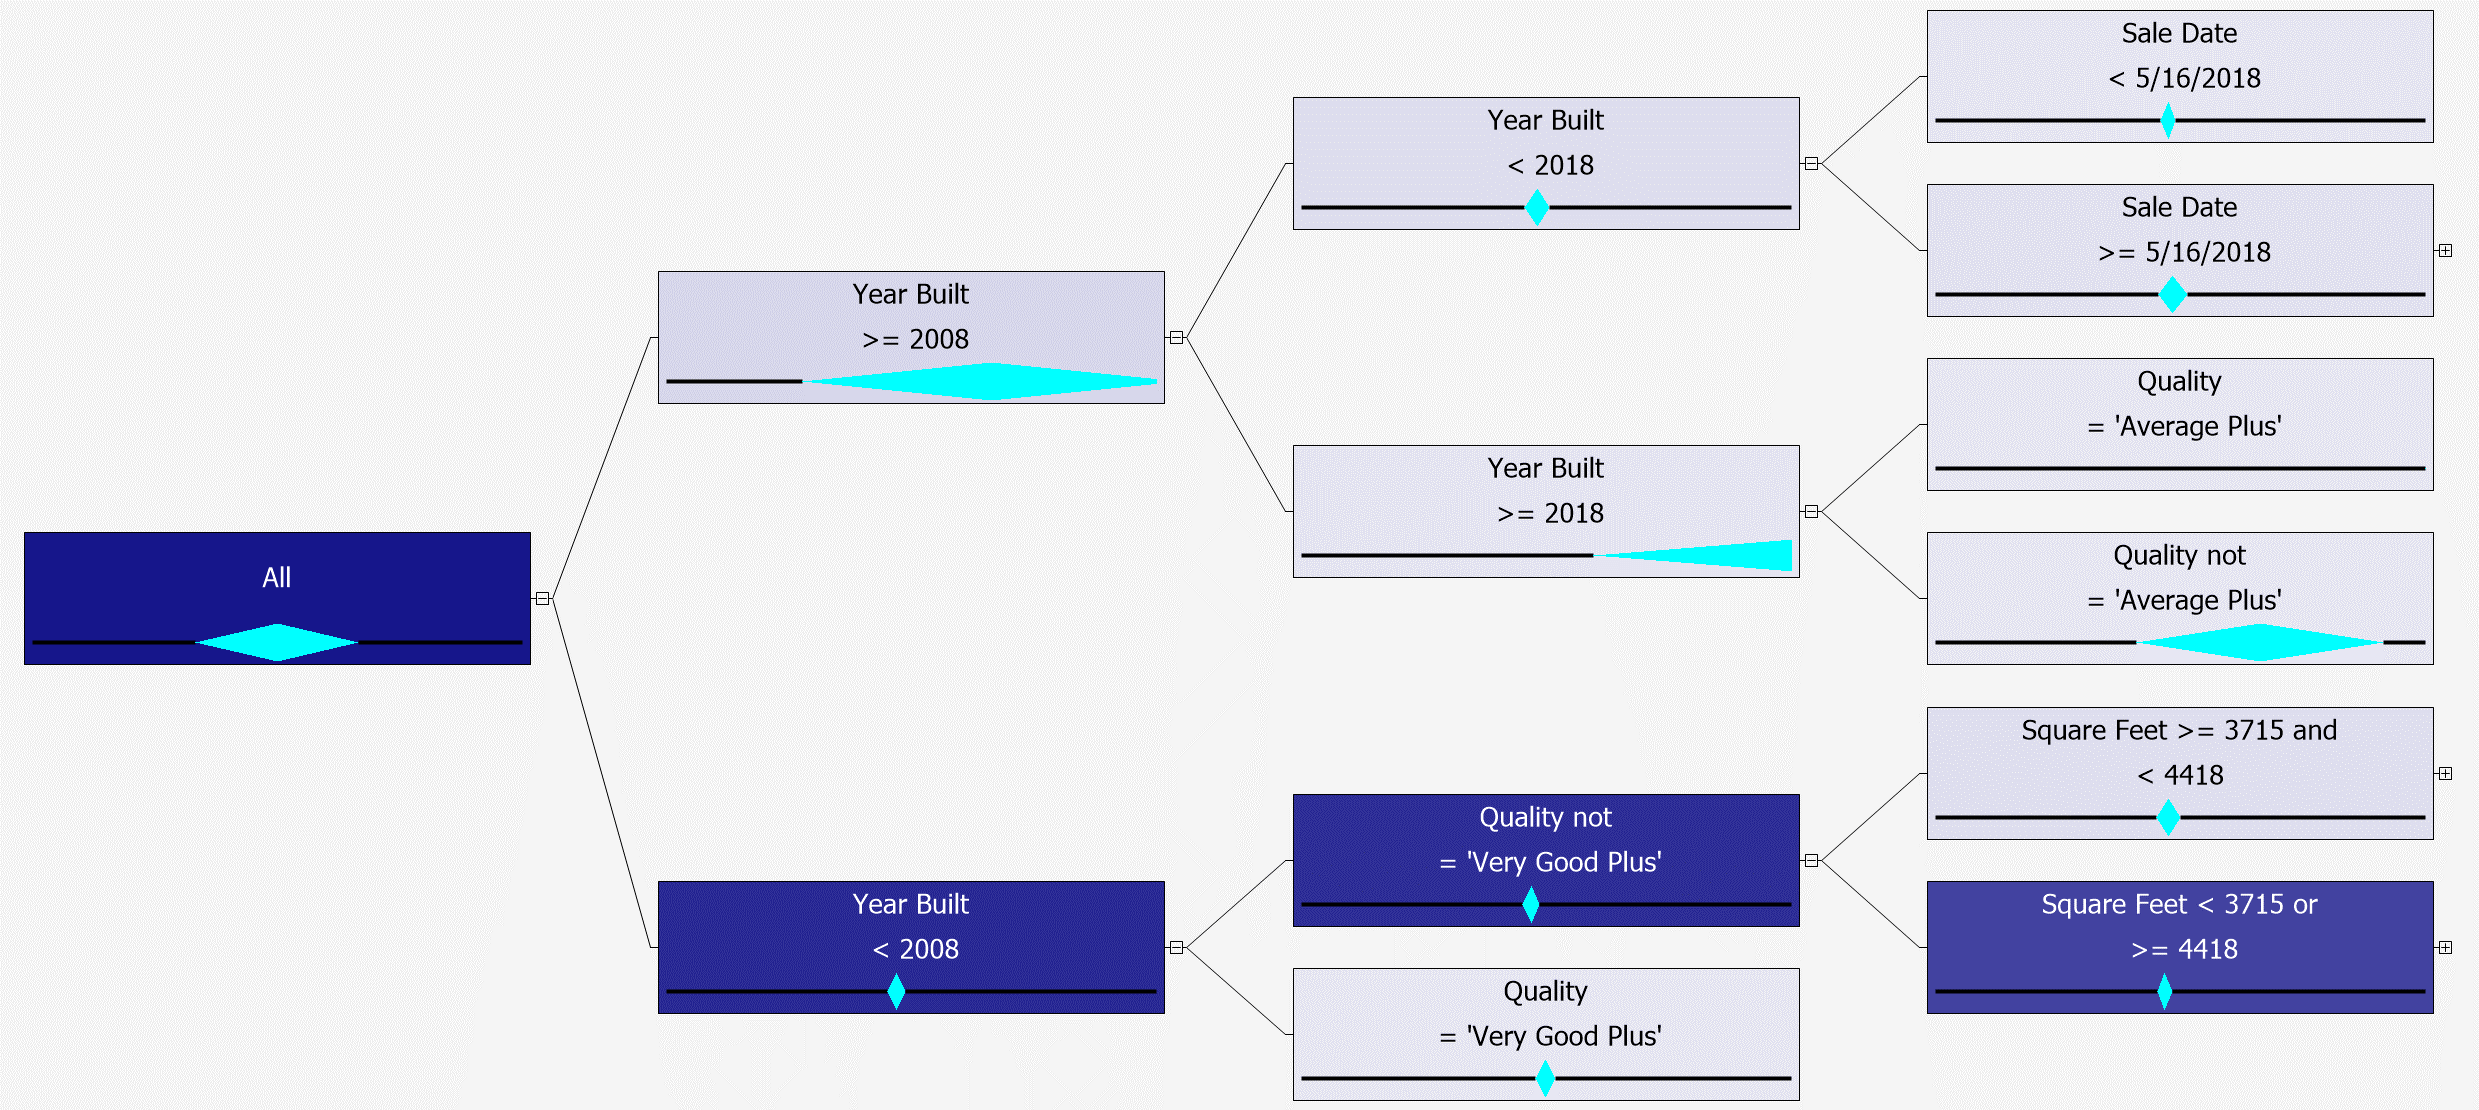 All
Year Built
>= 2008
Year Built
< 2008
Year Built
< 2018
Year Built
>= 2018
Quality not
= 'Very Good Plus'
Quality
= 'Very Good Plus'
Sale Date
< 5/16/2018
Sale Date
>= 5/16/2018
Quality
= 'Average Plus'
Quality not
= 'Average Plus'
Square Feet >= 3715 and
< 4418
Square Feet < 3715 or
>= 4418